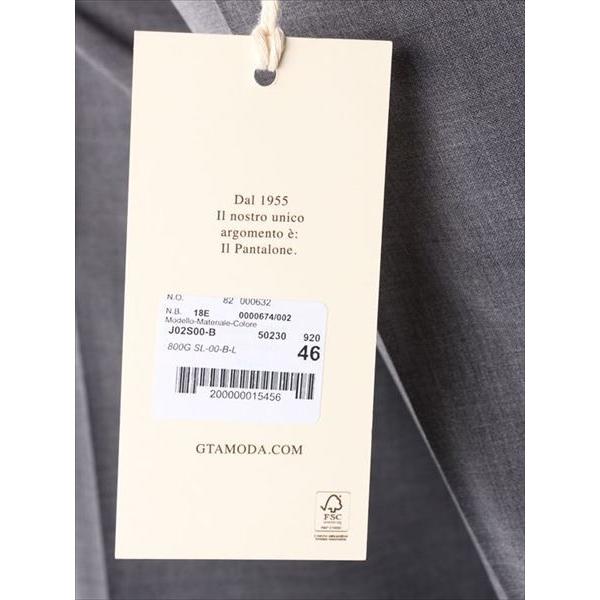 Dal 1955
Il nostro unico
argomento è:
Il Pantalone.
N.O. 82 000632
N.B. 18E 0000674/002
Modello-Materiale-Colore
J02S00-B 50230 920
800G SL-00-B-L 46
200000015456
GTAMODA.COM
FSC